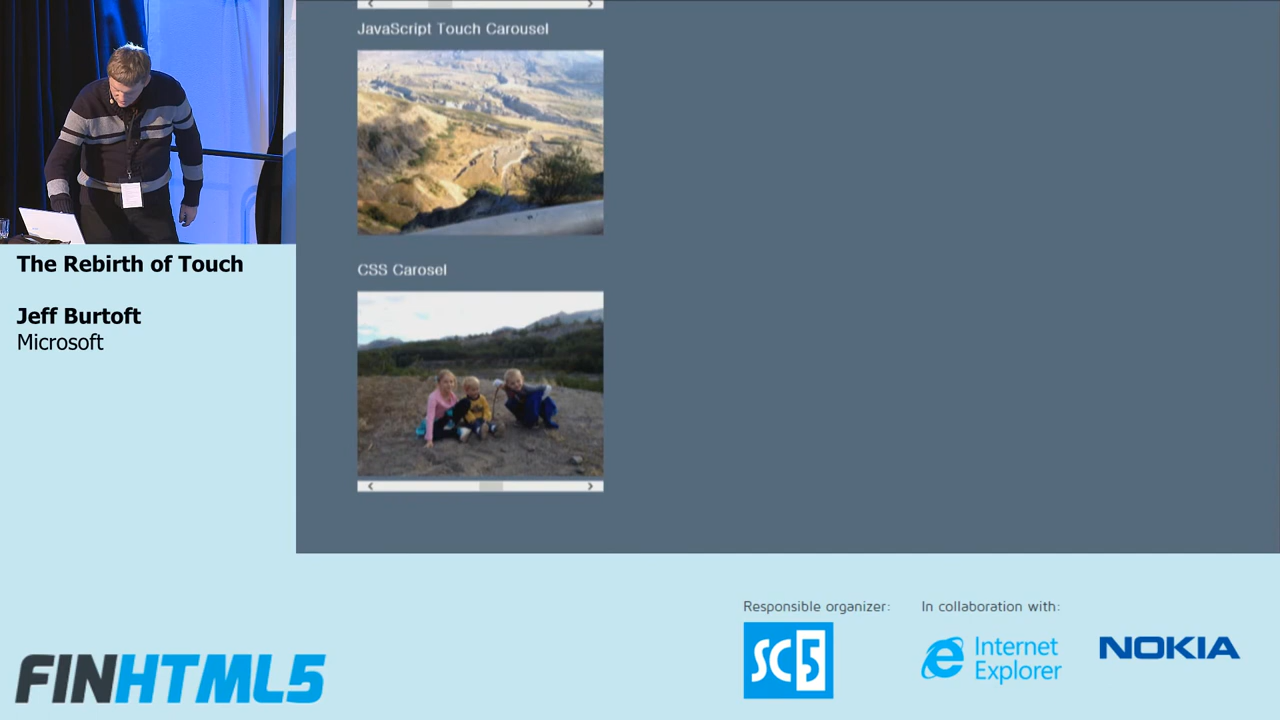 JavaScript Touch Carousel
CSS Carosel
The Rebirth of Touch
Jeff Burtoft
Microsoft
Responsible organizer:
In collaboration with:
SC5
Internet
Explorer
NOKIA
FINHTML5